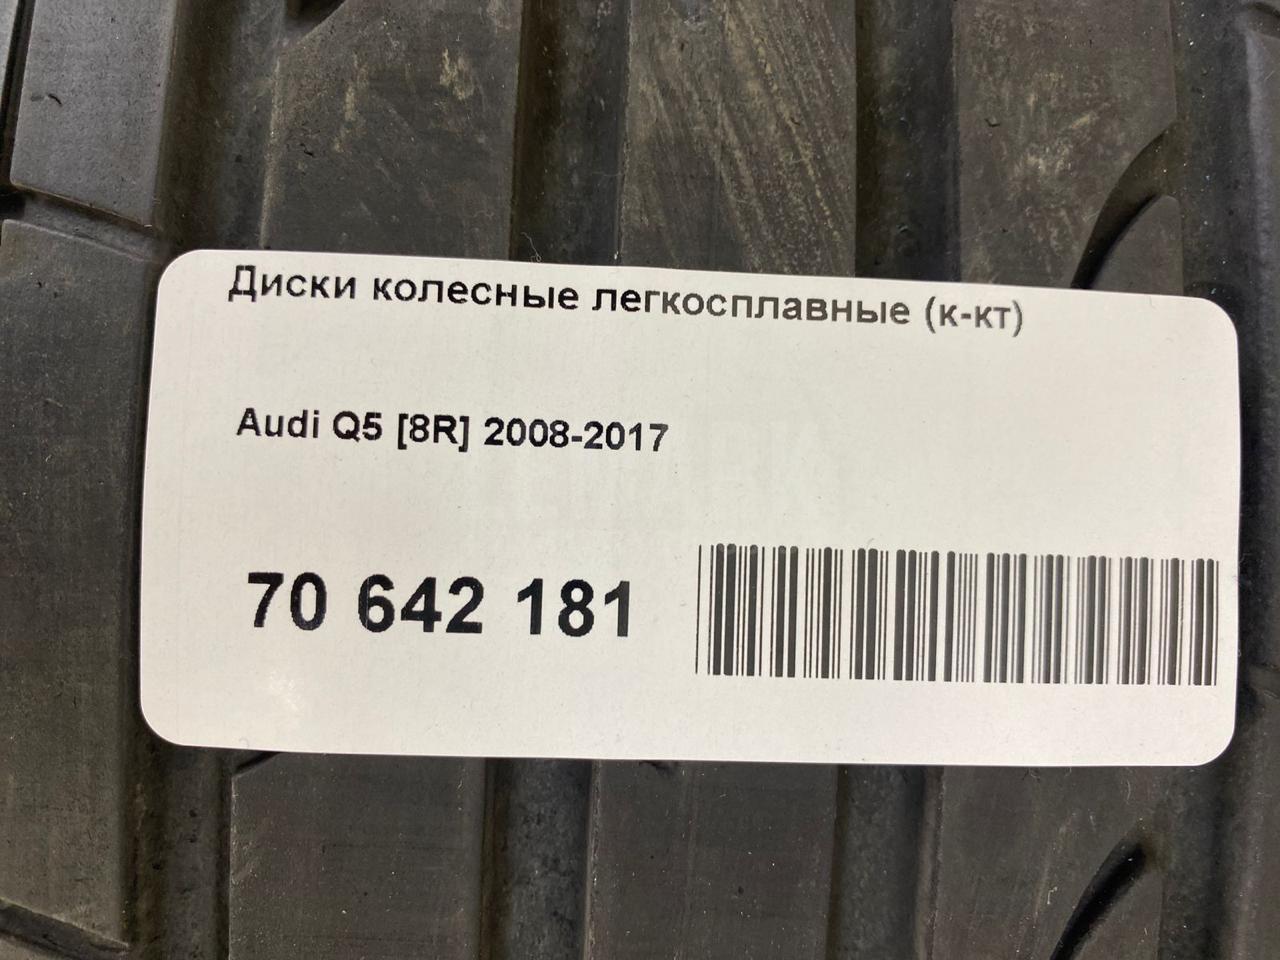 Диски колесные легкосплавные (к-кт)
Audi Q5 [8R] 2008-2017
70 642 181